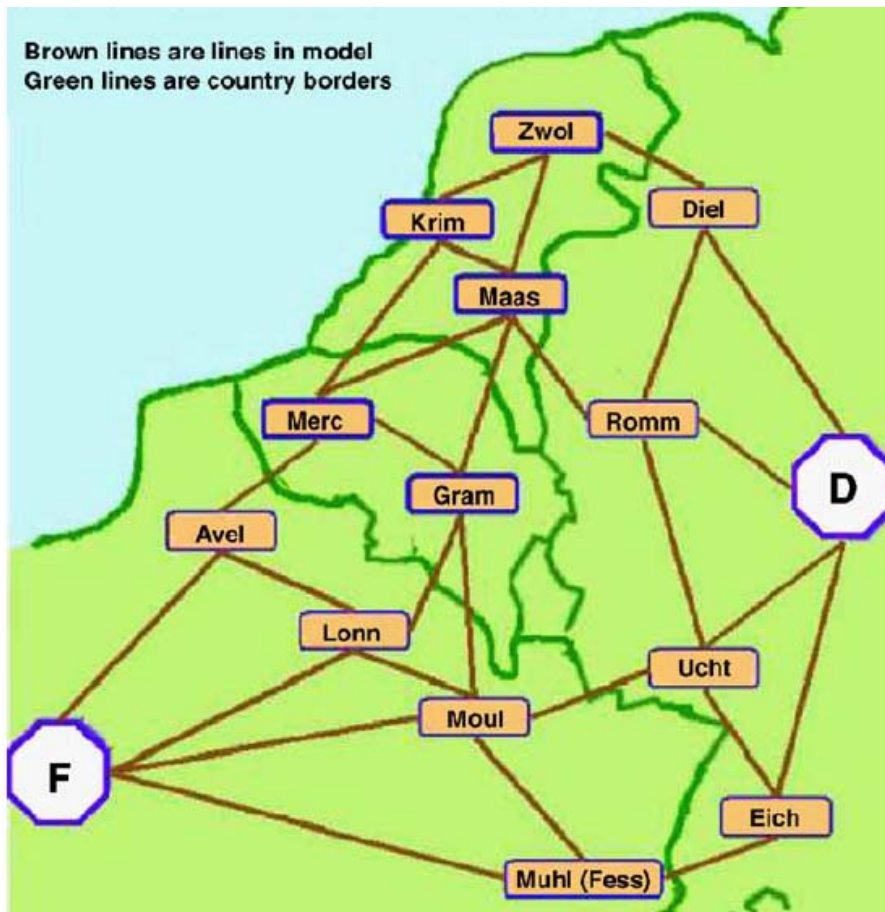 Brown lines are lines in model
Green lines are country borders
Zwol
Krim
Diel
Maas
Merc
Romm
Gram
D
Avel
Lonn
Ucht
Moul
F
Eich
Muhl (Fess)